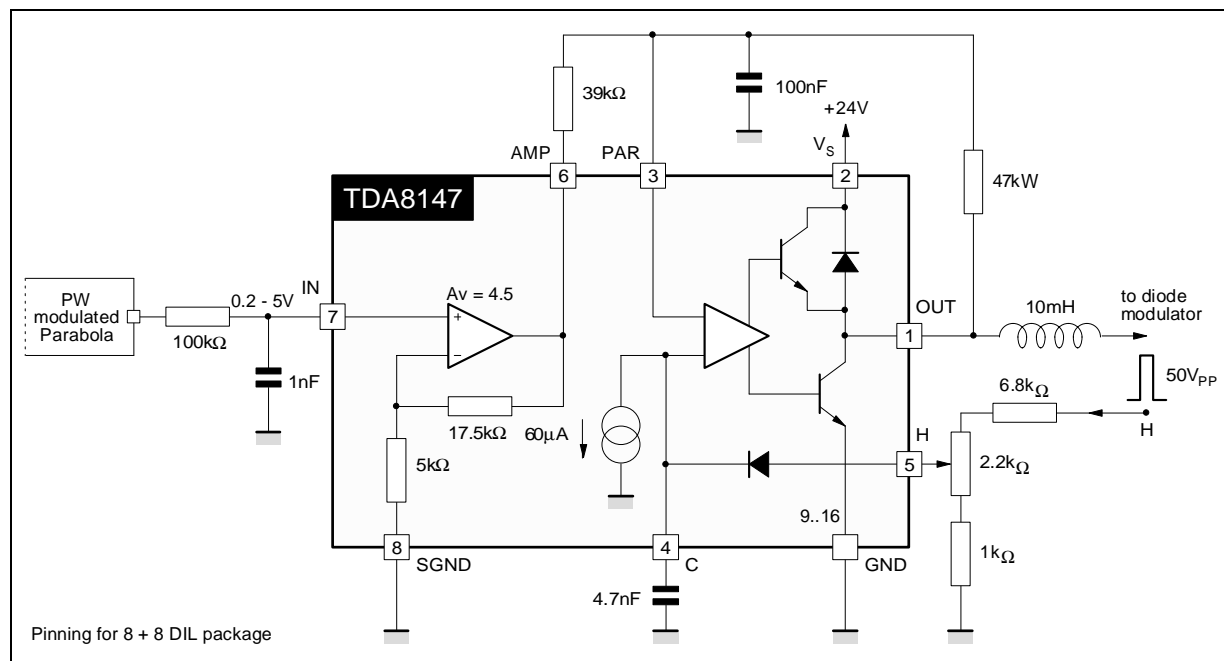 39kΩ
100nF
+24V
VS
AMP
PAR
6
3
2
47kW
TDA8147
PW
modulated
Parabola
100kΩ
0.2 - 5V
IN
7
1nF
Av = 4.5
+
−
17.5kΩ
5kΩ
60μA
OUT
1
10mH
to diode
modulator
50VPP
6.8kΩ
H
H
5
2.2kΩ
1kΩ
9..16
8
SGND
4
C
GND
4.7nF
Pinning for 8 + 8 DIL package